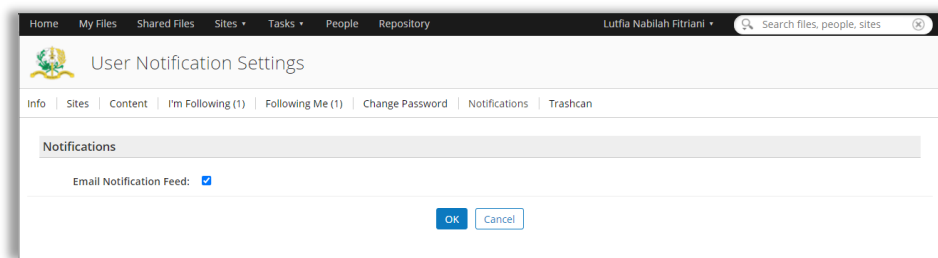 Home My Files Shared Files Sites Tasks People Repository Lutfia Nabilah Fitriani Search files, people, sites
User Notification Settings
Info Sites Content I'm Following (1) Following Me (1) Change Password Notifications Trashcan
Notifications
Email Notification Feed:
OK Cancel